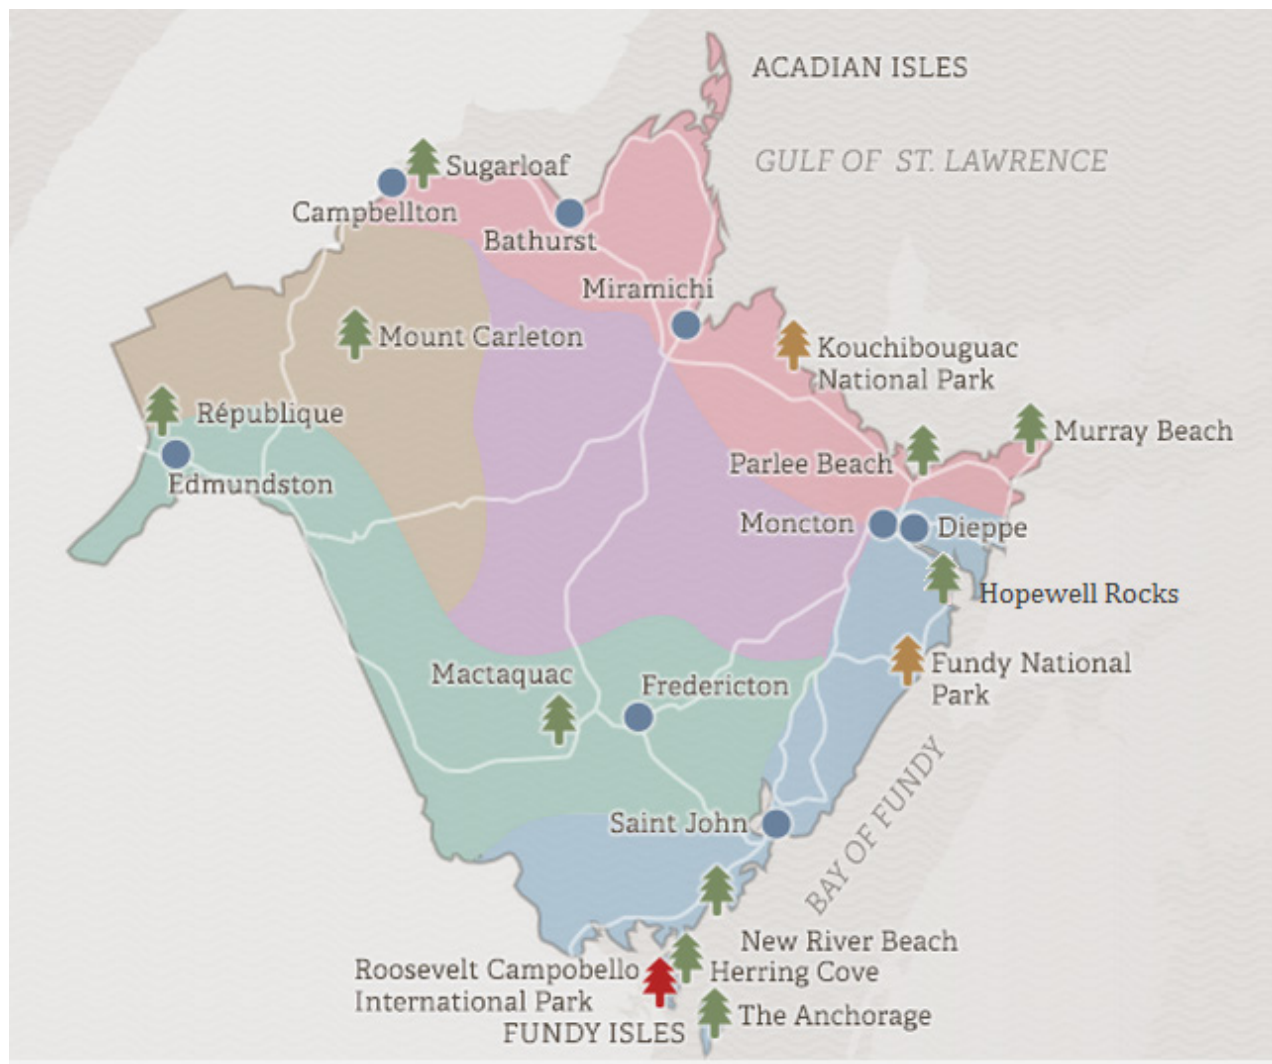 ACADIAN ISLES
GULF OF ST. LAWRENCE
Sugarloaf
Campbellton
Bathurst
Miramichi
Mount Carleton
Kouchibouguac
National Park
République
Murray Beach
Parlee Beach
Edmundston
Moncton
Dieppe
Hopewell Rocks
Mactaquac
Fredericton
Fundy National
Park
BAY OF FUNDY
Saint John
New River Beach
Roosevelt Campobello
International Park
Herring Cove
The Anchorage
FUNDY ISLES